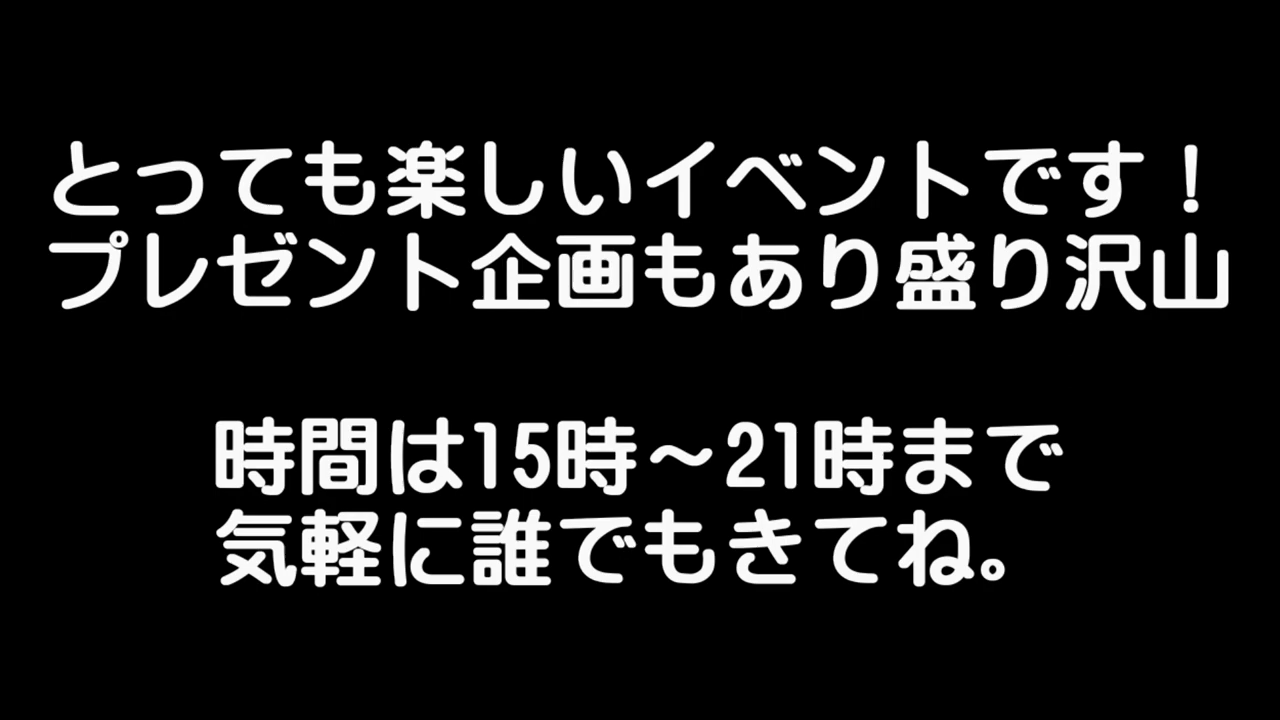 とっても楽しいイベントです！
プレゼント企画もあり盛り沢山
時間は15時～21時まで
気軽に誰でもきてね。